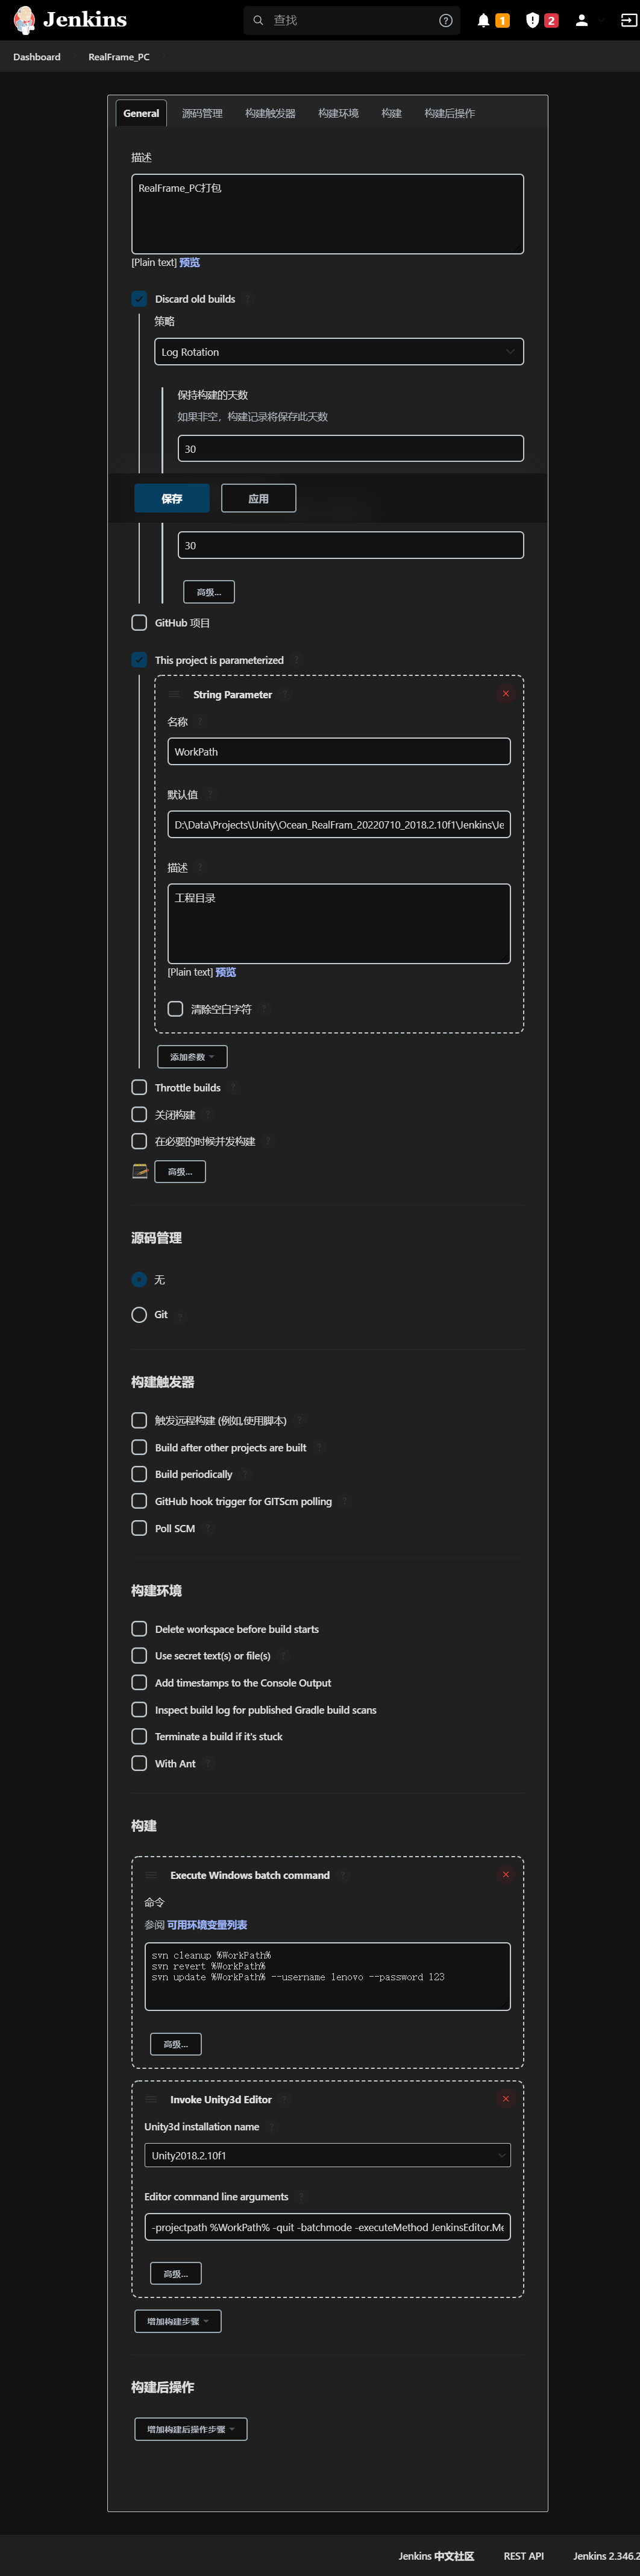 Jenkins
查找
1
2
Dashboard
RealFrame_PC
General
源码管理
构建触发器
构建环境
构建
构建后操作
描述
RealFrame_PC打包
[Plain text] 预览
Discard old builds
策略
Log Rotation
保持构建的天数
如果非空，构建记录将保存此天数
30
保存
应用
30
高级...
GitHub 项目
This project is parameterized
String Parameter
名称
WorkPath
默认值
D:\Data\Projects\Unity\Ocean_RealFram_20220710_2018.2.10f1\Jenkins\Je
描述
工程目录
[Plain text] 预览
清除空白字符
添加参数
Throttle builds
关闭构建
在必要的时候并发构建
高级...
源码管理
无
Git
构建触发器
触发远程构建 (例如,使用脚本)
Build after other projects are built
Build periodically
GitHub hook trigger for GITScm polling
Poll SCM
构建环境
Delete workspace before build starts
Use secret text(s) or file(s)
Add timestamps to the Console Output
Inspect build log for published Gradle build scans
Terminate a build if it's stuck
With Ant
构建
Execute Windows batch command
命令
参阅 可用环境变量列表
svn cleanup %WorkPath%
svn revert %WorkPath%
svn update %WorkPath% --username lenovo --password 123
高级...
Invoke Unity3d Editor
Unity3d installation name
Unity2018.2.10f1
Editor command line arguments
-projectpath %WorkPath% -quit -batchmode -executeMethod JenkinsEditor.Me
高级...
增加构建步骤
构建后操作
增加构建后操作步骤
Jenkins 中文社区
REST API
Jenkins 2.346.2